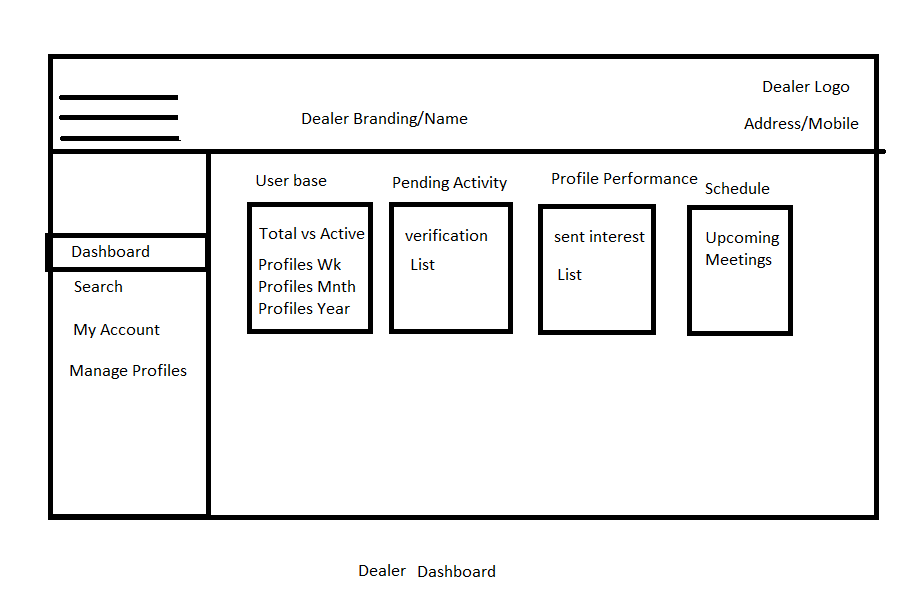 Dealer Logo
Dealer Branding/Name
Address/Mobile
Dashboard
Search
My Account
Manage Profiles
User base
Total vs Active
Profiles Wk
Profiles Mnth
Profiles Year
Pending Activity
verification
List
Profile Performance
sent interest
List
Schedule
Upcoming
Meetings
Dealer Dashboard